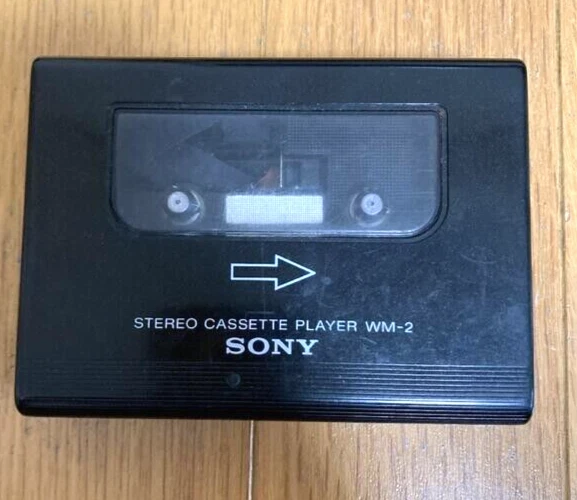 STEREO CASSETTE PLAYER WM-2
SONY